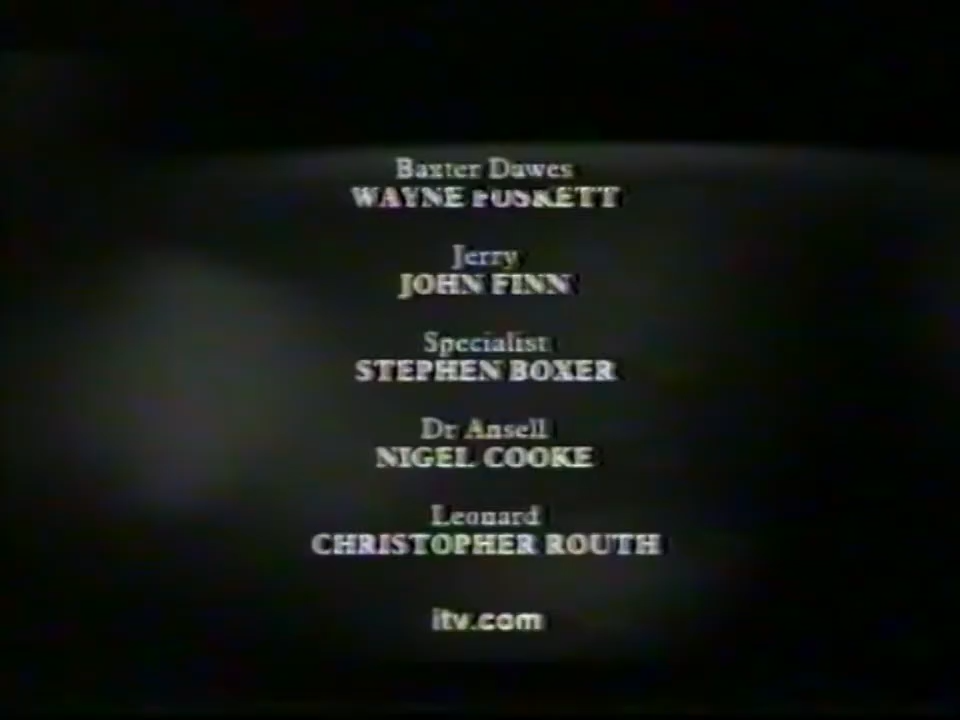 Baxter Dawes
WAYNE FOSKETT
Jerry
JOHN FINN
Specialist
STEPHEN BOXER
Dr Ansell
NIGEL COOKE
Leonard
CHRISTOPHER ROUTH
itv.com